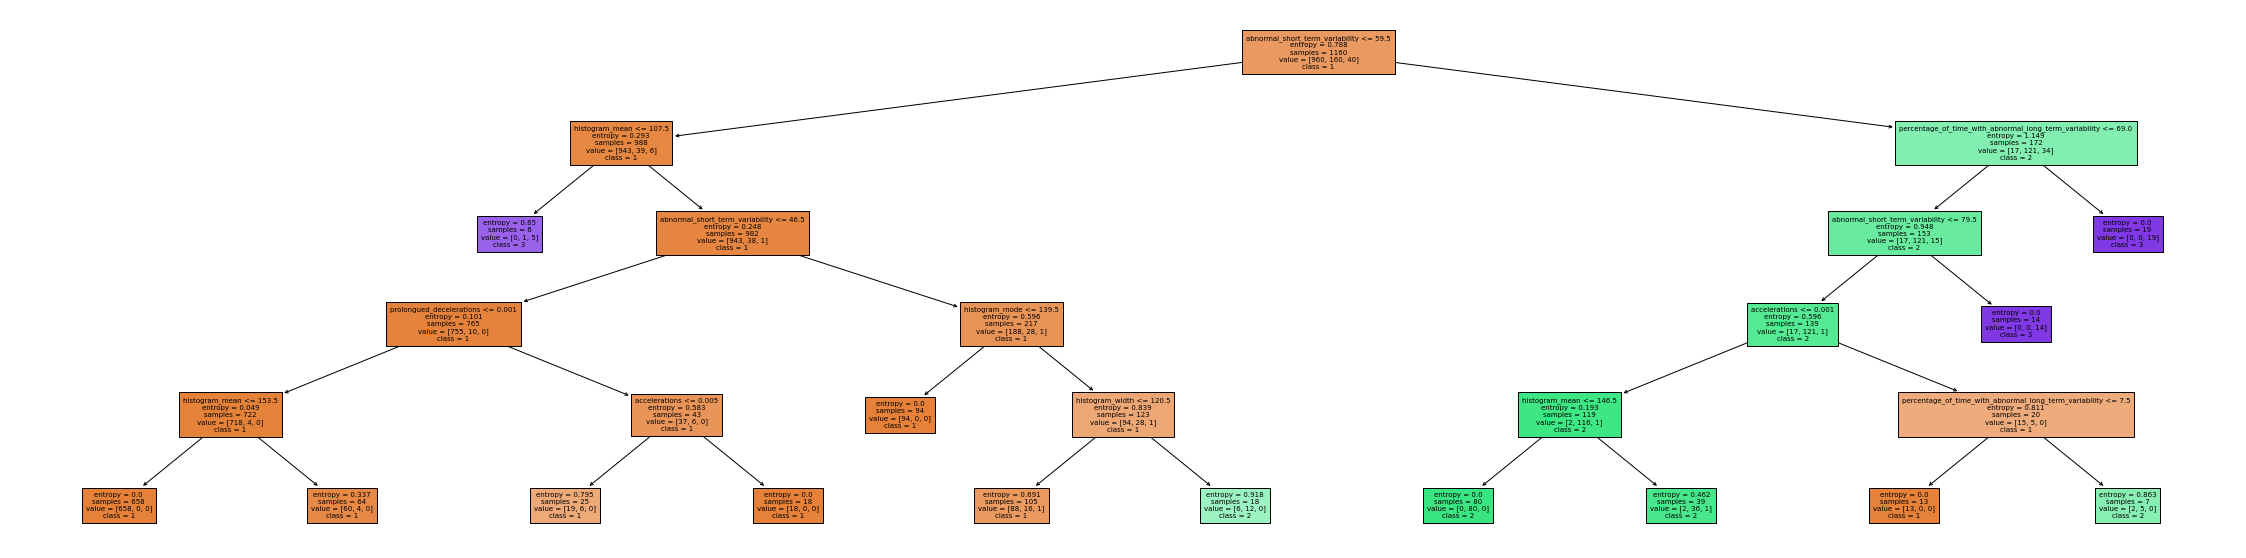 abnormal_short_term_variability <= 59.5
entropy = 0.788
samples = 1160
value = [960, 160, 40]
class = 1
histogram_mean <= 107.5
entropy = 0.293
samples = 988
value = [943, 39, 6]
class = 1
percentage_of_time_with_abnormal_long_term_variability <= 69.0
entropy = 1.149
samples = 172
value = [17, 121, 34]
class = 2
entropy = 0.65
samples = 6
value = [0, 1, 5]
class = 3
abnormal_short_term_variability <= 46.5
entropy = 0.248
samples = 982
value = [943, 38, 1]
class = 1
abnormal_short_term_variability <= 79.5
entropy = 0.948
samples = 153
value = [17, 121, 15]
class = 2
entropy = 0.0
samples = 19
value = [0, 0, 19]
class = 3
prolongued_decelerations <= 0.001
entropy = 0.101
samples = 765
value = [755, 10, 0]
class = 1
histogram_mode <= 139.5
entropy = 0.596
samples = 217
value = [188, 28, 1]
class = 1
accelerations <= 0.001
entropy = 0.596
samples = 139
value = [17, 121, 1]
class = 2
entropy = 0.0
samples = 14
value = [0, 0, 14]
class = 3
histogram_mean <= 153.5
entropy = 0.049
samples = 722
value = [718, 4, 0]
class = 1
accelerations <= 0.005
entropy = 0.583
samples = 43
value = [37, 6, 0]
class = 1
entropy = 0.0
samples = 94
value = [94, 0, 0]
class = 1
histogram_width <= 120.5
entropy = 0.839
samples = 123
value = [94, 28, 1]
class = 1
histogram_mean <= 146.5
entropy = 0.193
samples = 119
value = [2, 116, 1]
class = 2
percentage_of_time_with_abnormal_long_term_variability <= 7.5
entropy = 0.811
samples = 20
value = [15, 5, 0]
class = 1
entropy = 0.0
samples = 658
value = [658, 0, 0]
class = 1
entropy = 0.337
samples = 64
value = [60, 4, 0]
class = 1
entropy = 0.795
samples = 25
value = [19, 6, 0]
class = 1
entropy = 0.0
samples = 18
value = [18, 0, 0]
class = 1
entropy = 0.691
samples = 105
value = [88, 16, 1]
class = 1
entropy = 0.918
samples = 18
value = [6, 12, 0]
class = 2
entropy = 0.0
samples = 80
value = [0, 80, 0]
class = 2
entropy = 0.462
samples = 39
value = [2, 36, 1]
class = 2
entropy = 0.0
samples = 13
value = [13, 0, 0]
class = 1
entropy = 0.863
samples = 7
value = [2, 5, 0]
class = 2